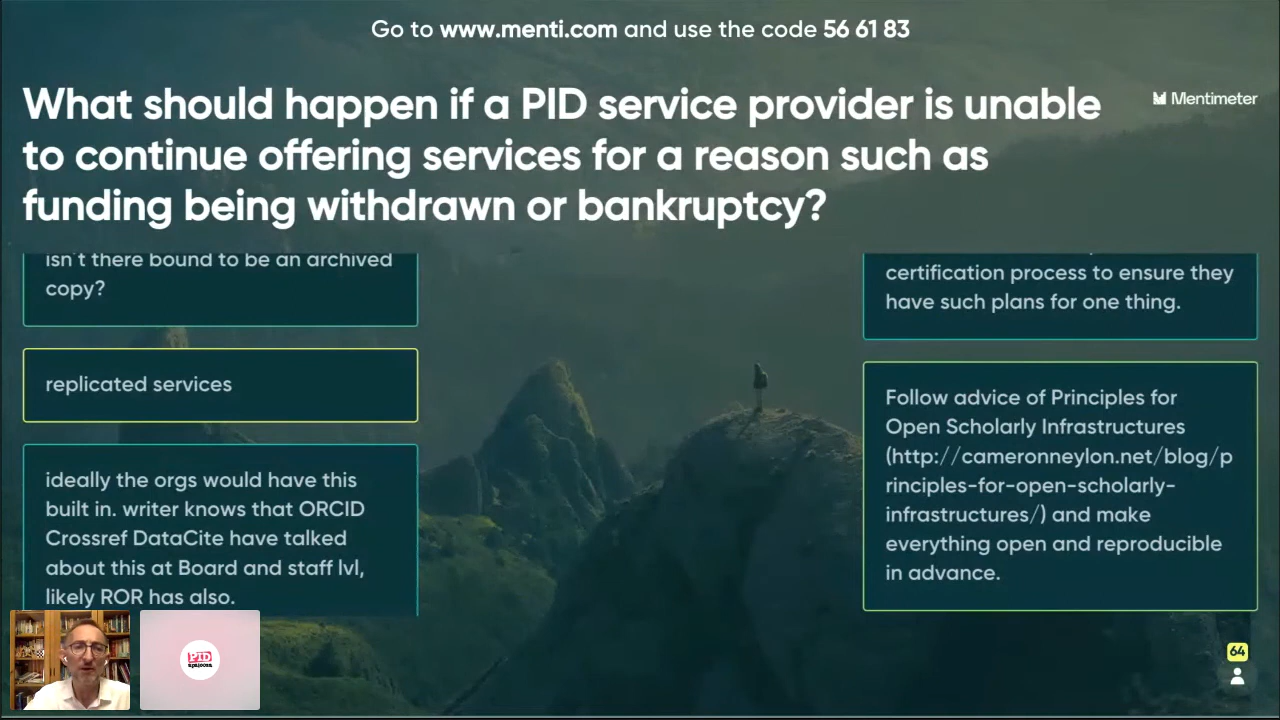 Go to www.menti.com and use the code 56 61 83
What should happen if a PID service provider is unable
to continue offering services for a reason such as
funding being withdrawn or bankruptcy?
Mentimeter
isn't there bound to be an archived
copy?
replicated services
ideally the orgs would have this
built in. writer knows that ORCID
Crossref DataCite have talked
about this at Board and staff lvl,
likely ROR has also.
certification process to ensure they
have such plans for one thing.
Follow advice of Principles for
Open Scholarly Infrastructures
(http://cameronneylon.net/blog/p
rinciples-for-open-scholarly-
infrastructures/) and make
everything open and reproducible
in advance.
PID
64